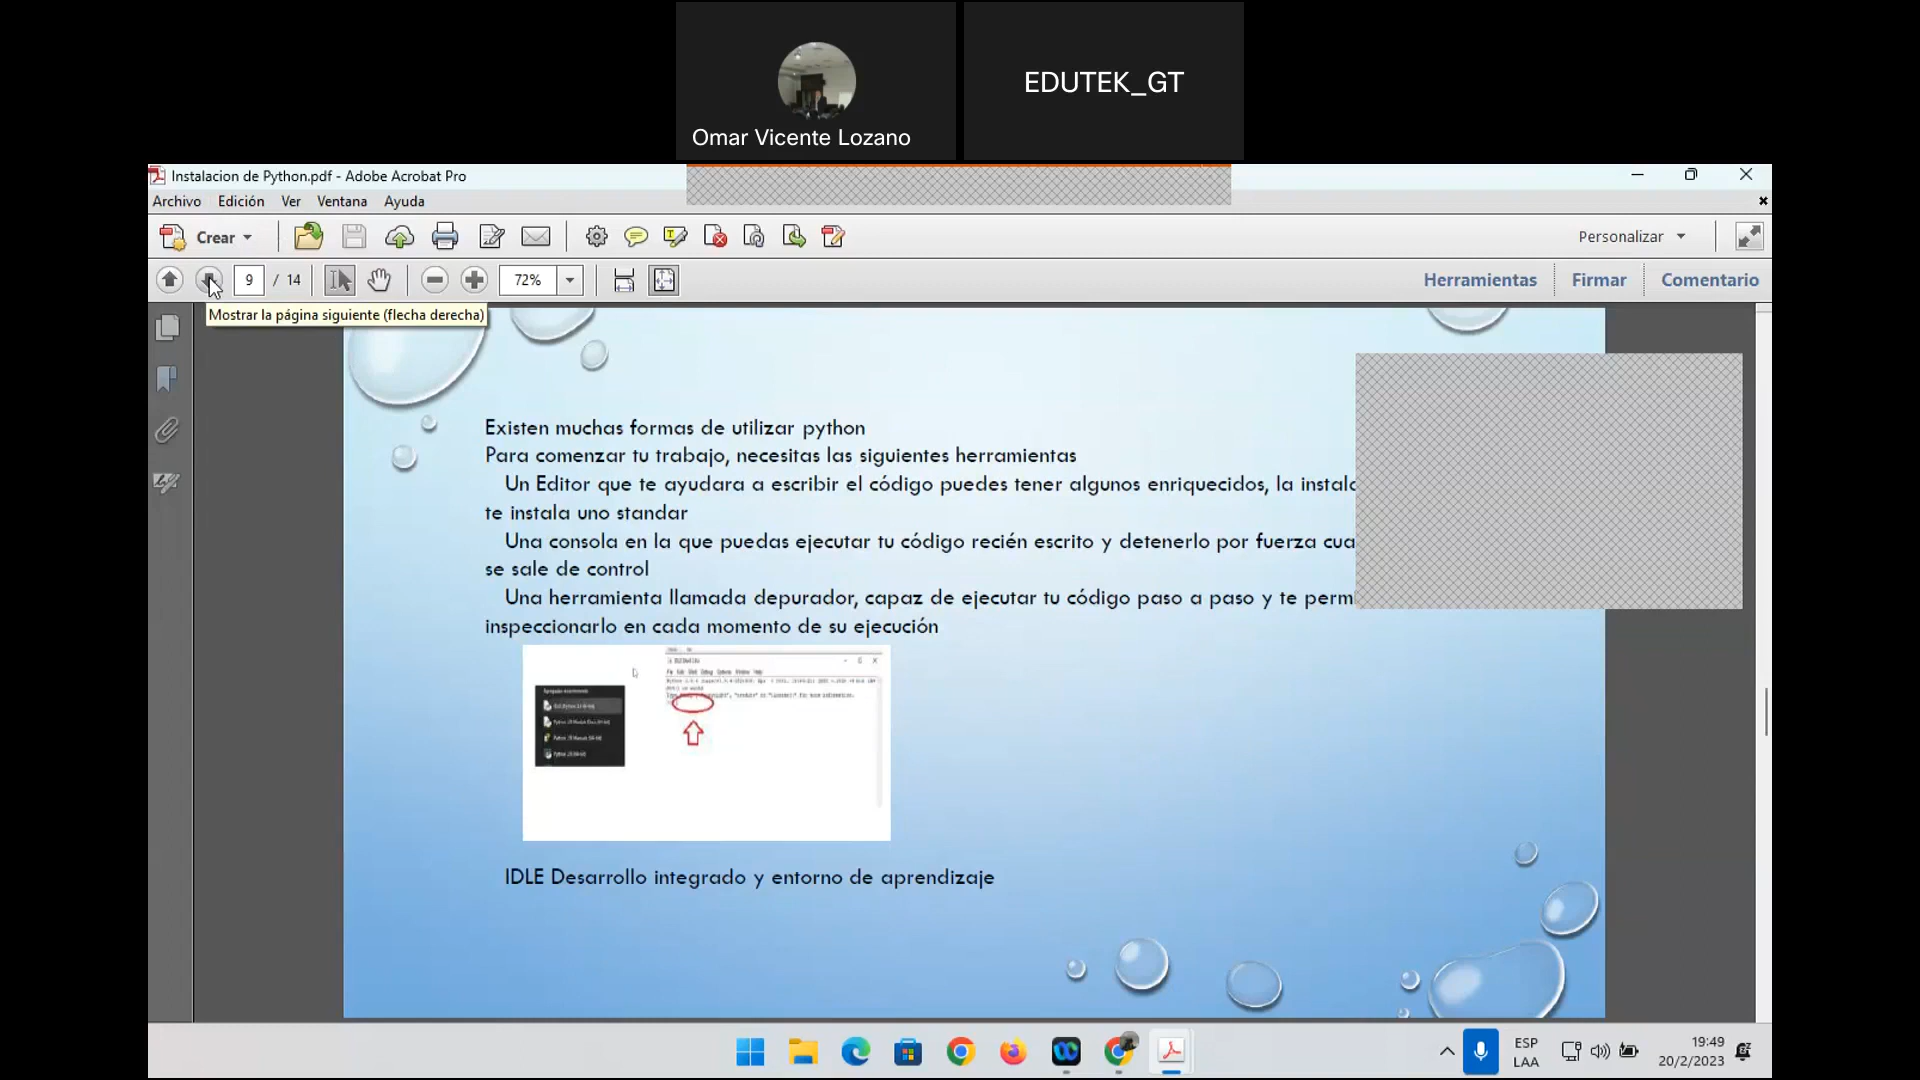 EDUTEK_GT
Omar Vicente Lozano
Instalacion de Python.pdf - Adobe Acrobat Pro
Archivo Edición Ver Ventana Ayuda
Crear
Personalizar
9 / 14
72%
Herramientas Firmar Comentario
Mostrar la página siguiente (flecha derecha)
Existen muchas formas de utilizar python
Para comenzar tu trabajo, necesitas las siguientes herramientas
Un Editor que te ayudara a escribir el código puedes tener algunos enriquecidos, la instalc
te instala uno standar
Una consola en la que puedas ejecutar tu código recién escrito y detenerlo por fuerza cua
se sale de control
Una herramienta llamada depurador, capaz de ejecutar tu código paso a paso y te perm
inspeccionarlo en cada momento de su ejecución
IDLE Desarrollo integrado y entorno de aprendizaje
ESP
LAA
19:49
20/2/2023